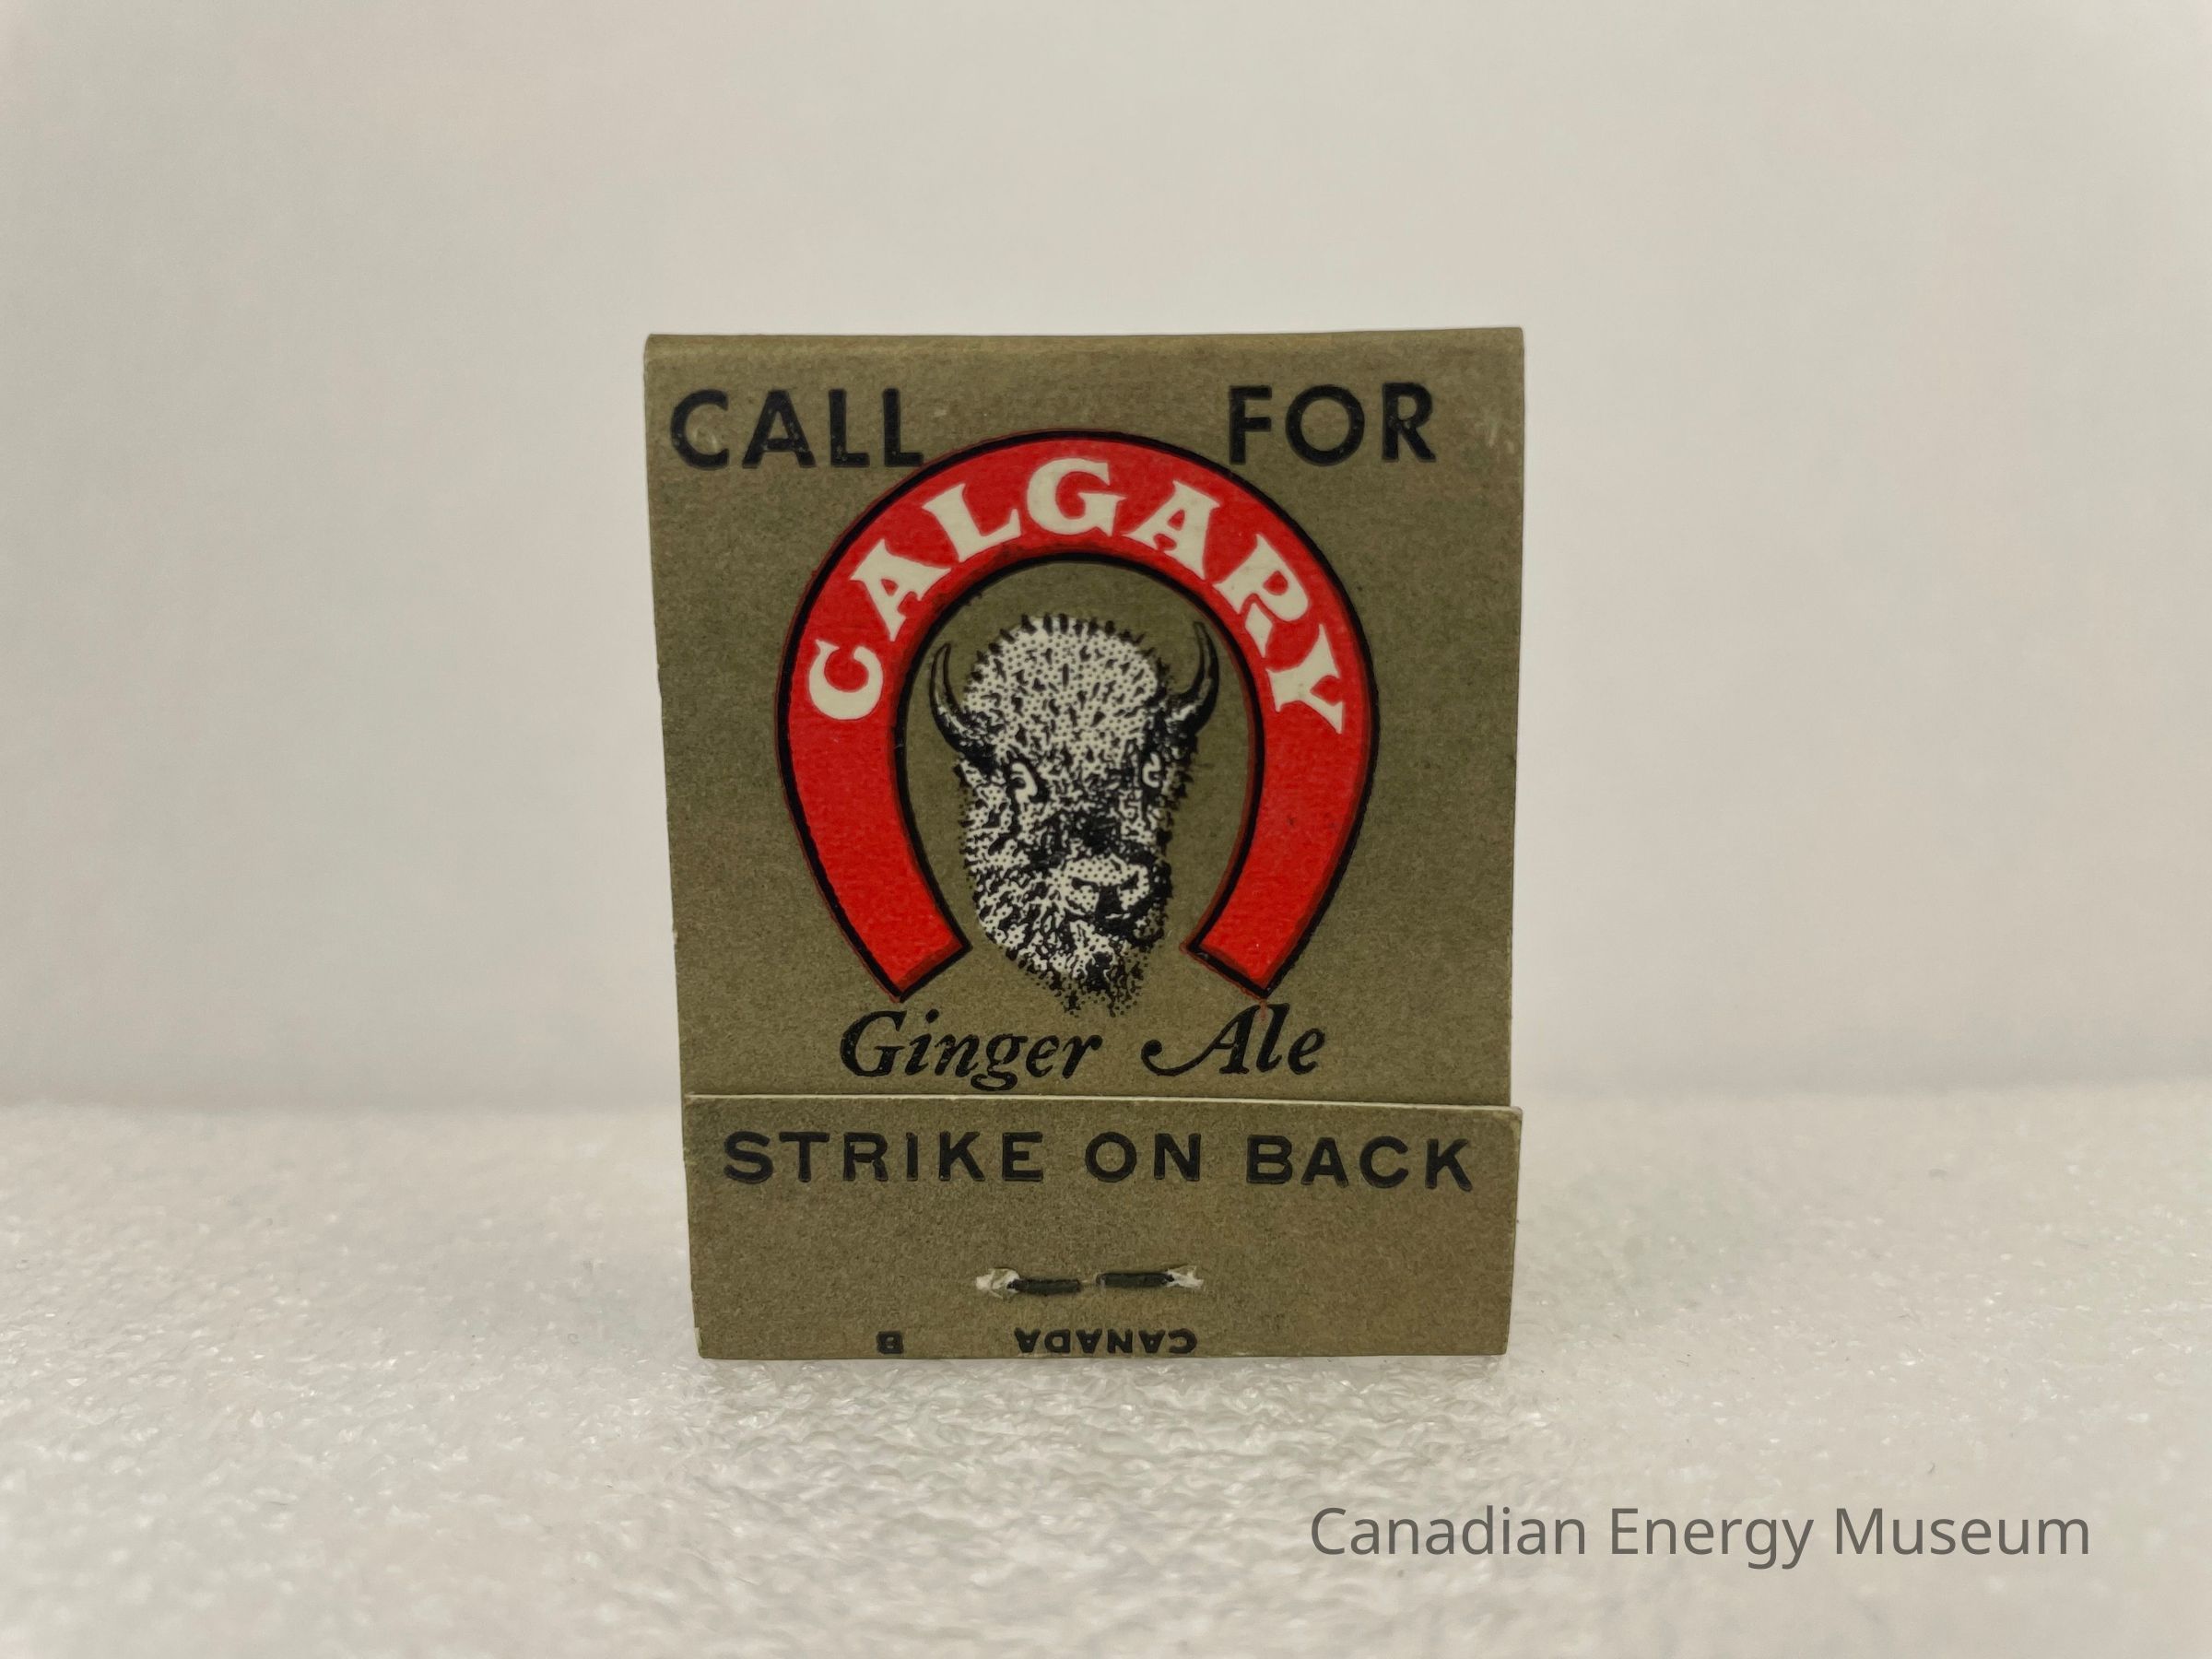 CALL FOR
CALGARY
Ginger Ale
STRIKE ON BACK
CANADA B
Canadian Energy Museum